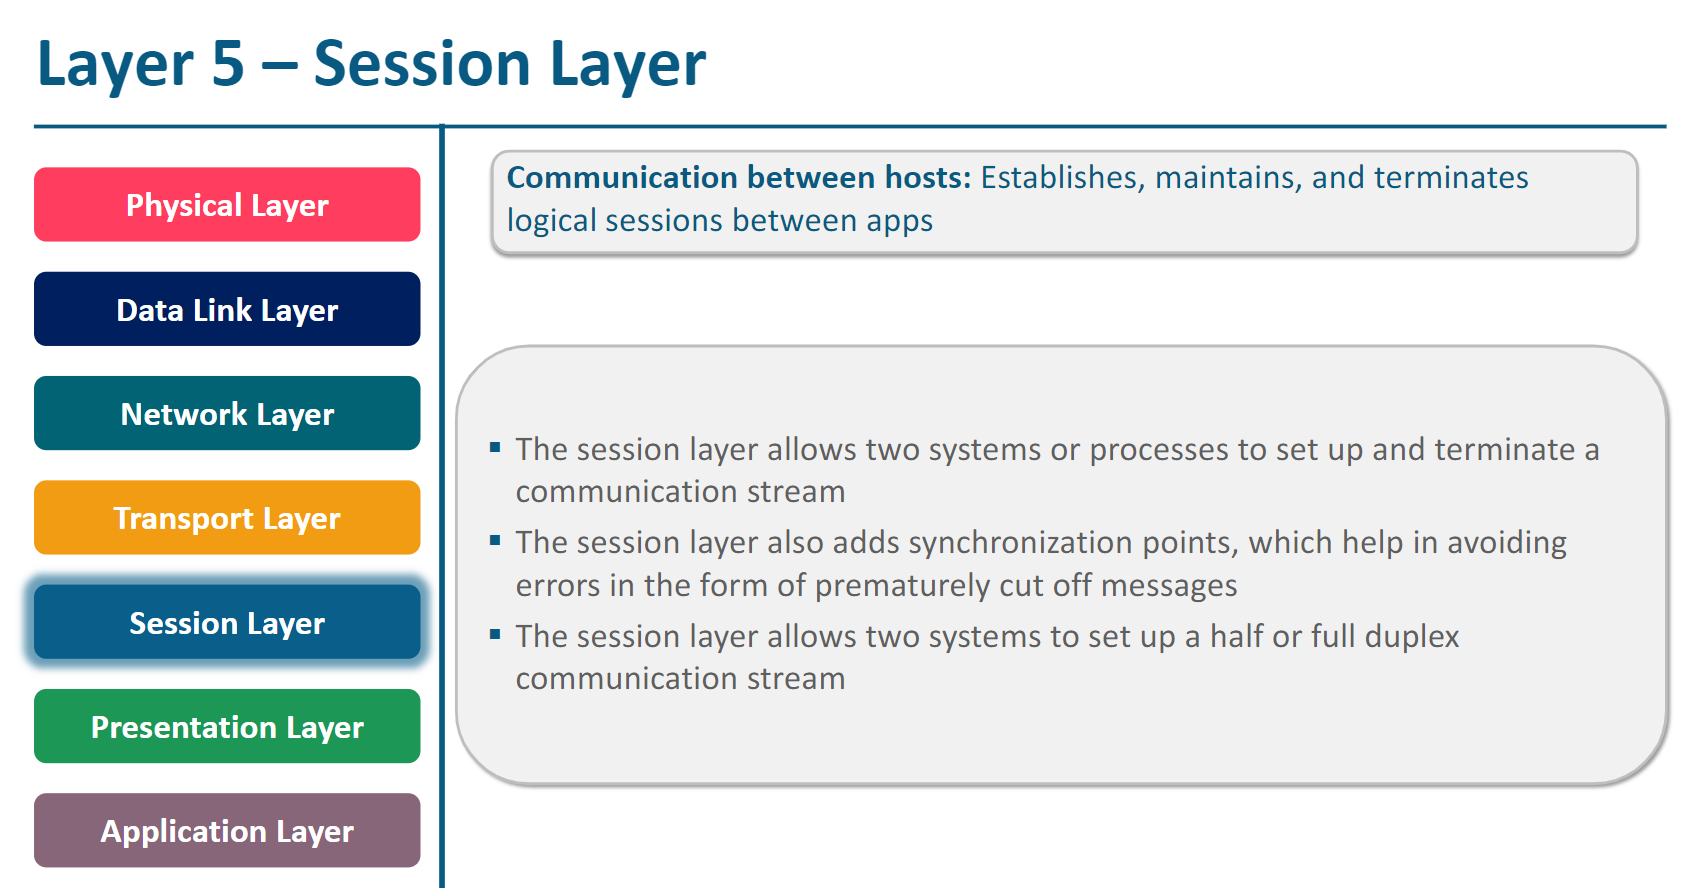 Layer 5 – Session Layer
Physical Layer
Data Link Layer
Network Layer
Transport Layer
Session Layer
Presentation Layer
Application Layer
Communication between hosts: Establishes, maintains, and terminates
logical sessions between apps
▪ The session layer allows two systems or processes to set up and terminate a
communication stream
▪ The session layer also adds synchronization points, which help in avoiding
errors in the form of prematurely cut off messages
▪ The session layer allows two systems to set up a half or full duplex
communication stream